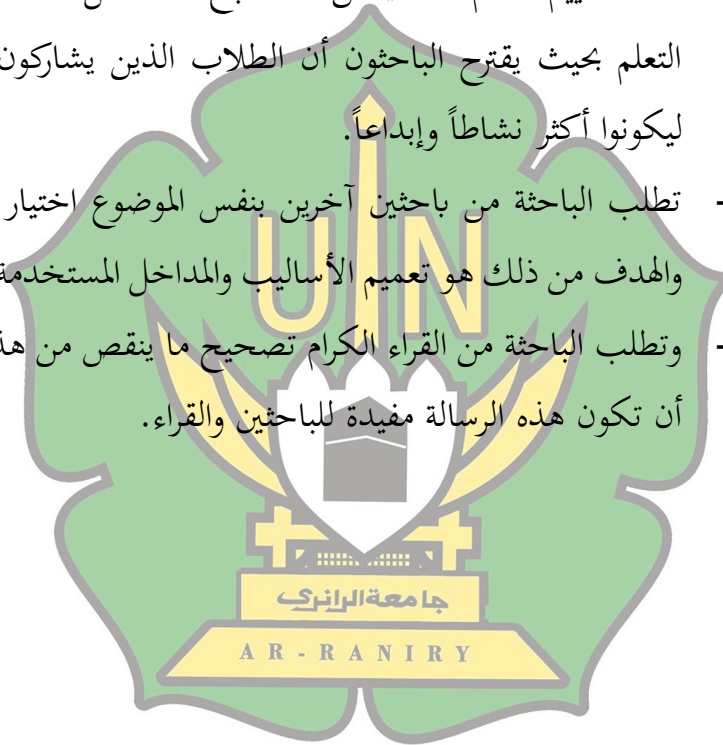 التعلم بحيث يقترح الباحثون أن الطلاب الذين يشاركون
ليكونوا أكثر نشاطاً وإبداعاً.
- تطلب الباحثة من باحثين آخرين بنفس الموضوع اختيار
والهدف من ذلك هو تعميم الأساليب والمداخل المستخدمة
- وتطلب الباحثة من القراء الكرام تصحيح ما ينقص من
أن تكون هذه الرسالة مفيدة للباحثين والقراء.
UIN
جامعة الرانري
AR-RANIRY